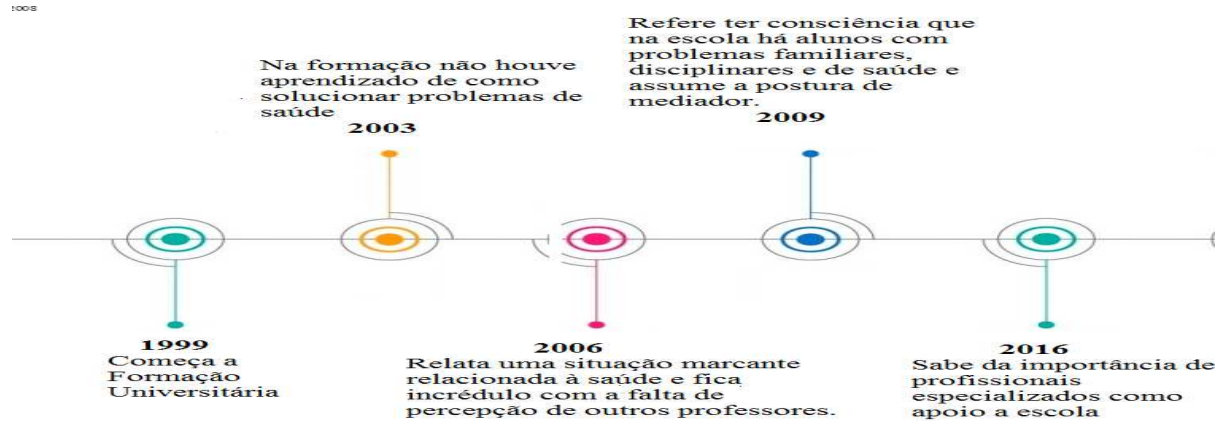 Na formação não houve
aprendizado de como
solucionar problemas de
saúde
2003
Refere ter consciência que
na escola há alunos com
problemas familiares,
disciplinares e de saúde e
assume a postura de
mediador.
2009
1999
Começa a
Formação
Universitária
2006
Relata uma situação marcante
relacionada à saúde e fica
incrédulo com a falta de
percepção de outros professores.
2016
Sabe da importância de
profissionais
especializados como
apoio a escola